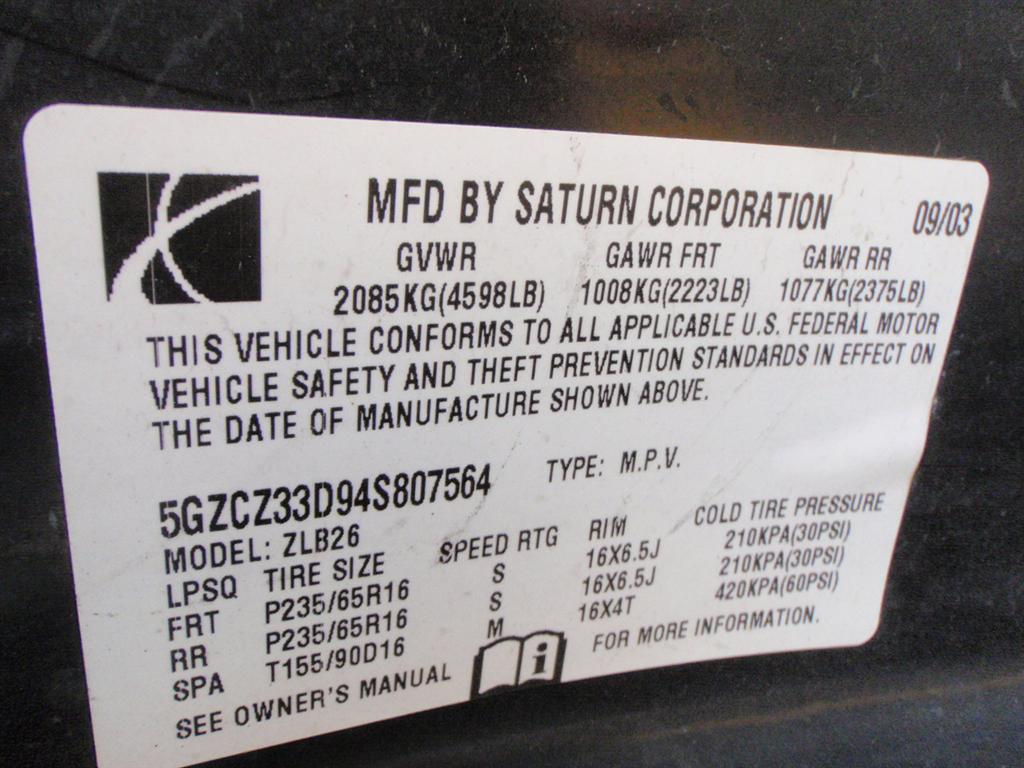 MFD BY SATURN CORPORATION 09/03
GVWR GAWR FRT GAWR RR
2085KG(4598LB) 1008KG(2223LB) 1077KG(2375LB)
THIS VEHICLE CONFORMS TO ALL APPLICABLE U.S. FEDERAL MOTOR
VEHICLE SAFETY AND THEFT PREVENTION STANDARDS IN EFFECT ON
THE DATE OF MANUFACTURE SHOWN ABOVE.
5GZCZ33D94S807564 TYPE: M.P.V.
MODEL: ZLB26
LPSQ TIRE SIZE SPEED RTG RIM COLD TIRE PRESSURE
FRT P235/65R16 S 16X6.5J 210KPA(30PSI)
RR P235/65R16 S 16X6.5J 210KPA(30PSI)
SPA T155/90D16 M 16X4T 420KPA(60PSI)
SEE OWNER'S MANUAL i FOR MORE INFORMATION.